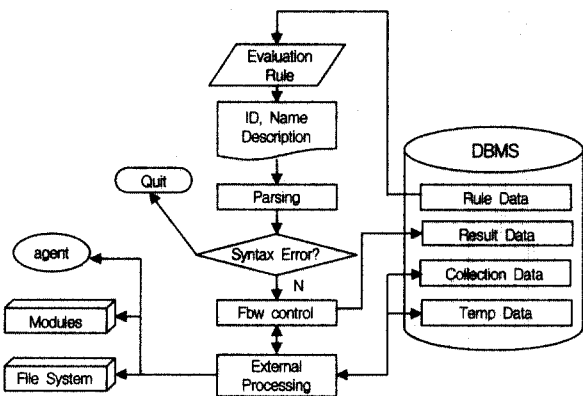 Evaluation
Rule
ID, Name
Description
DBMS
Quit
Parsing
Rule Data
Result Data
Syntax Error?
agent
Collection Data
N
Modules
Fbw control
Temp Data
File System
External
Processing